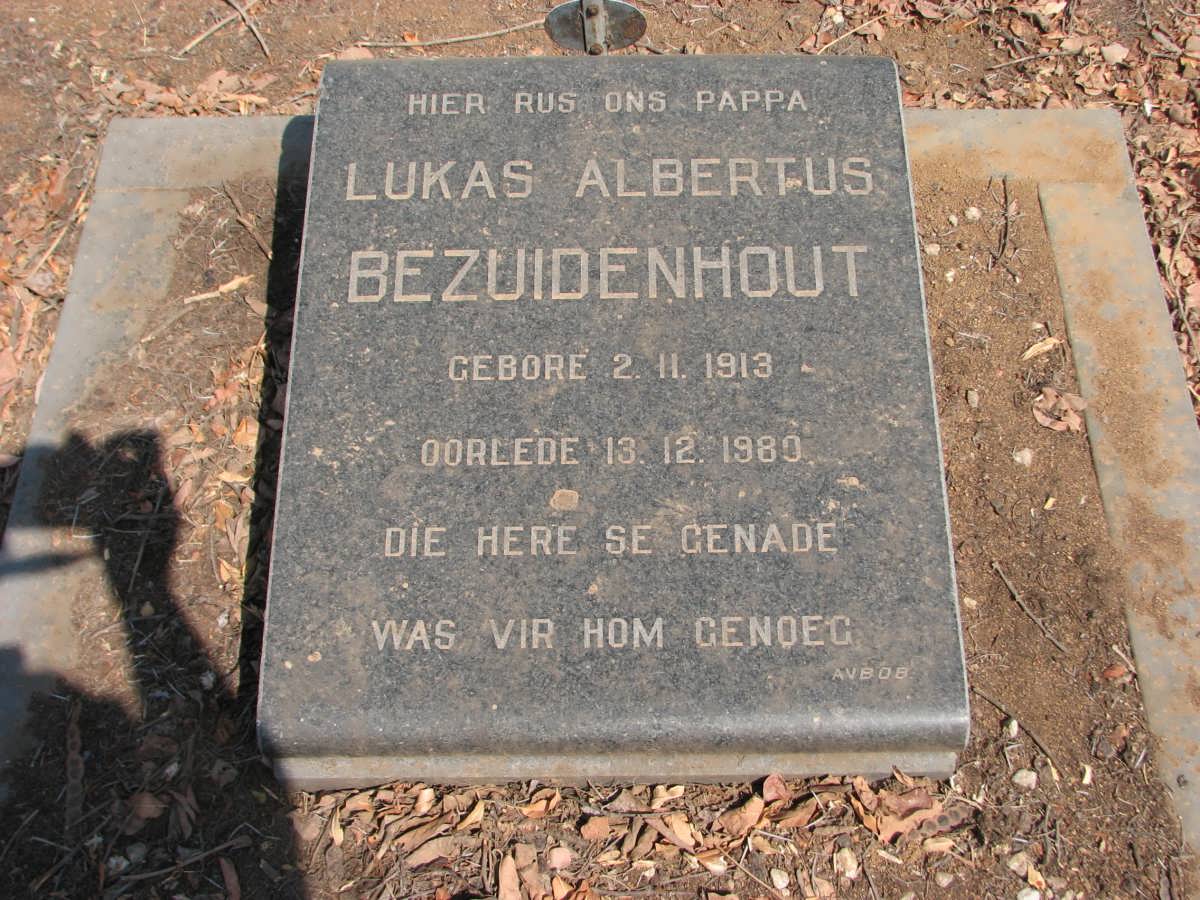 HIER RUS ONS PAPPA
LUKAS ALBERTUS
BEZUIDENHOUT
GEBORE 2. 11. 1913
OORLEDE 13. 12. 1980
DIE HERE SE GENADE
WAS VIR HOM GENOEG
AVBOB